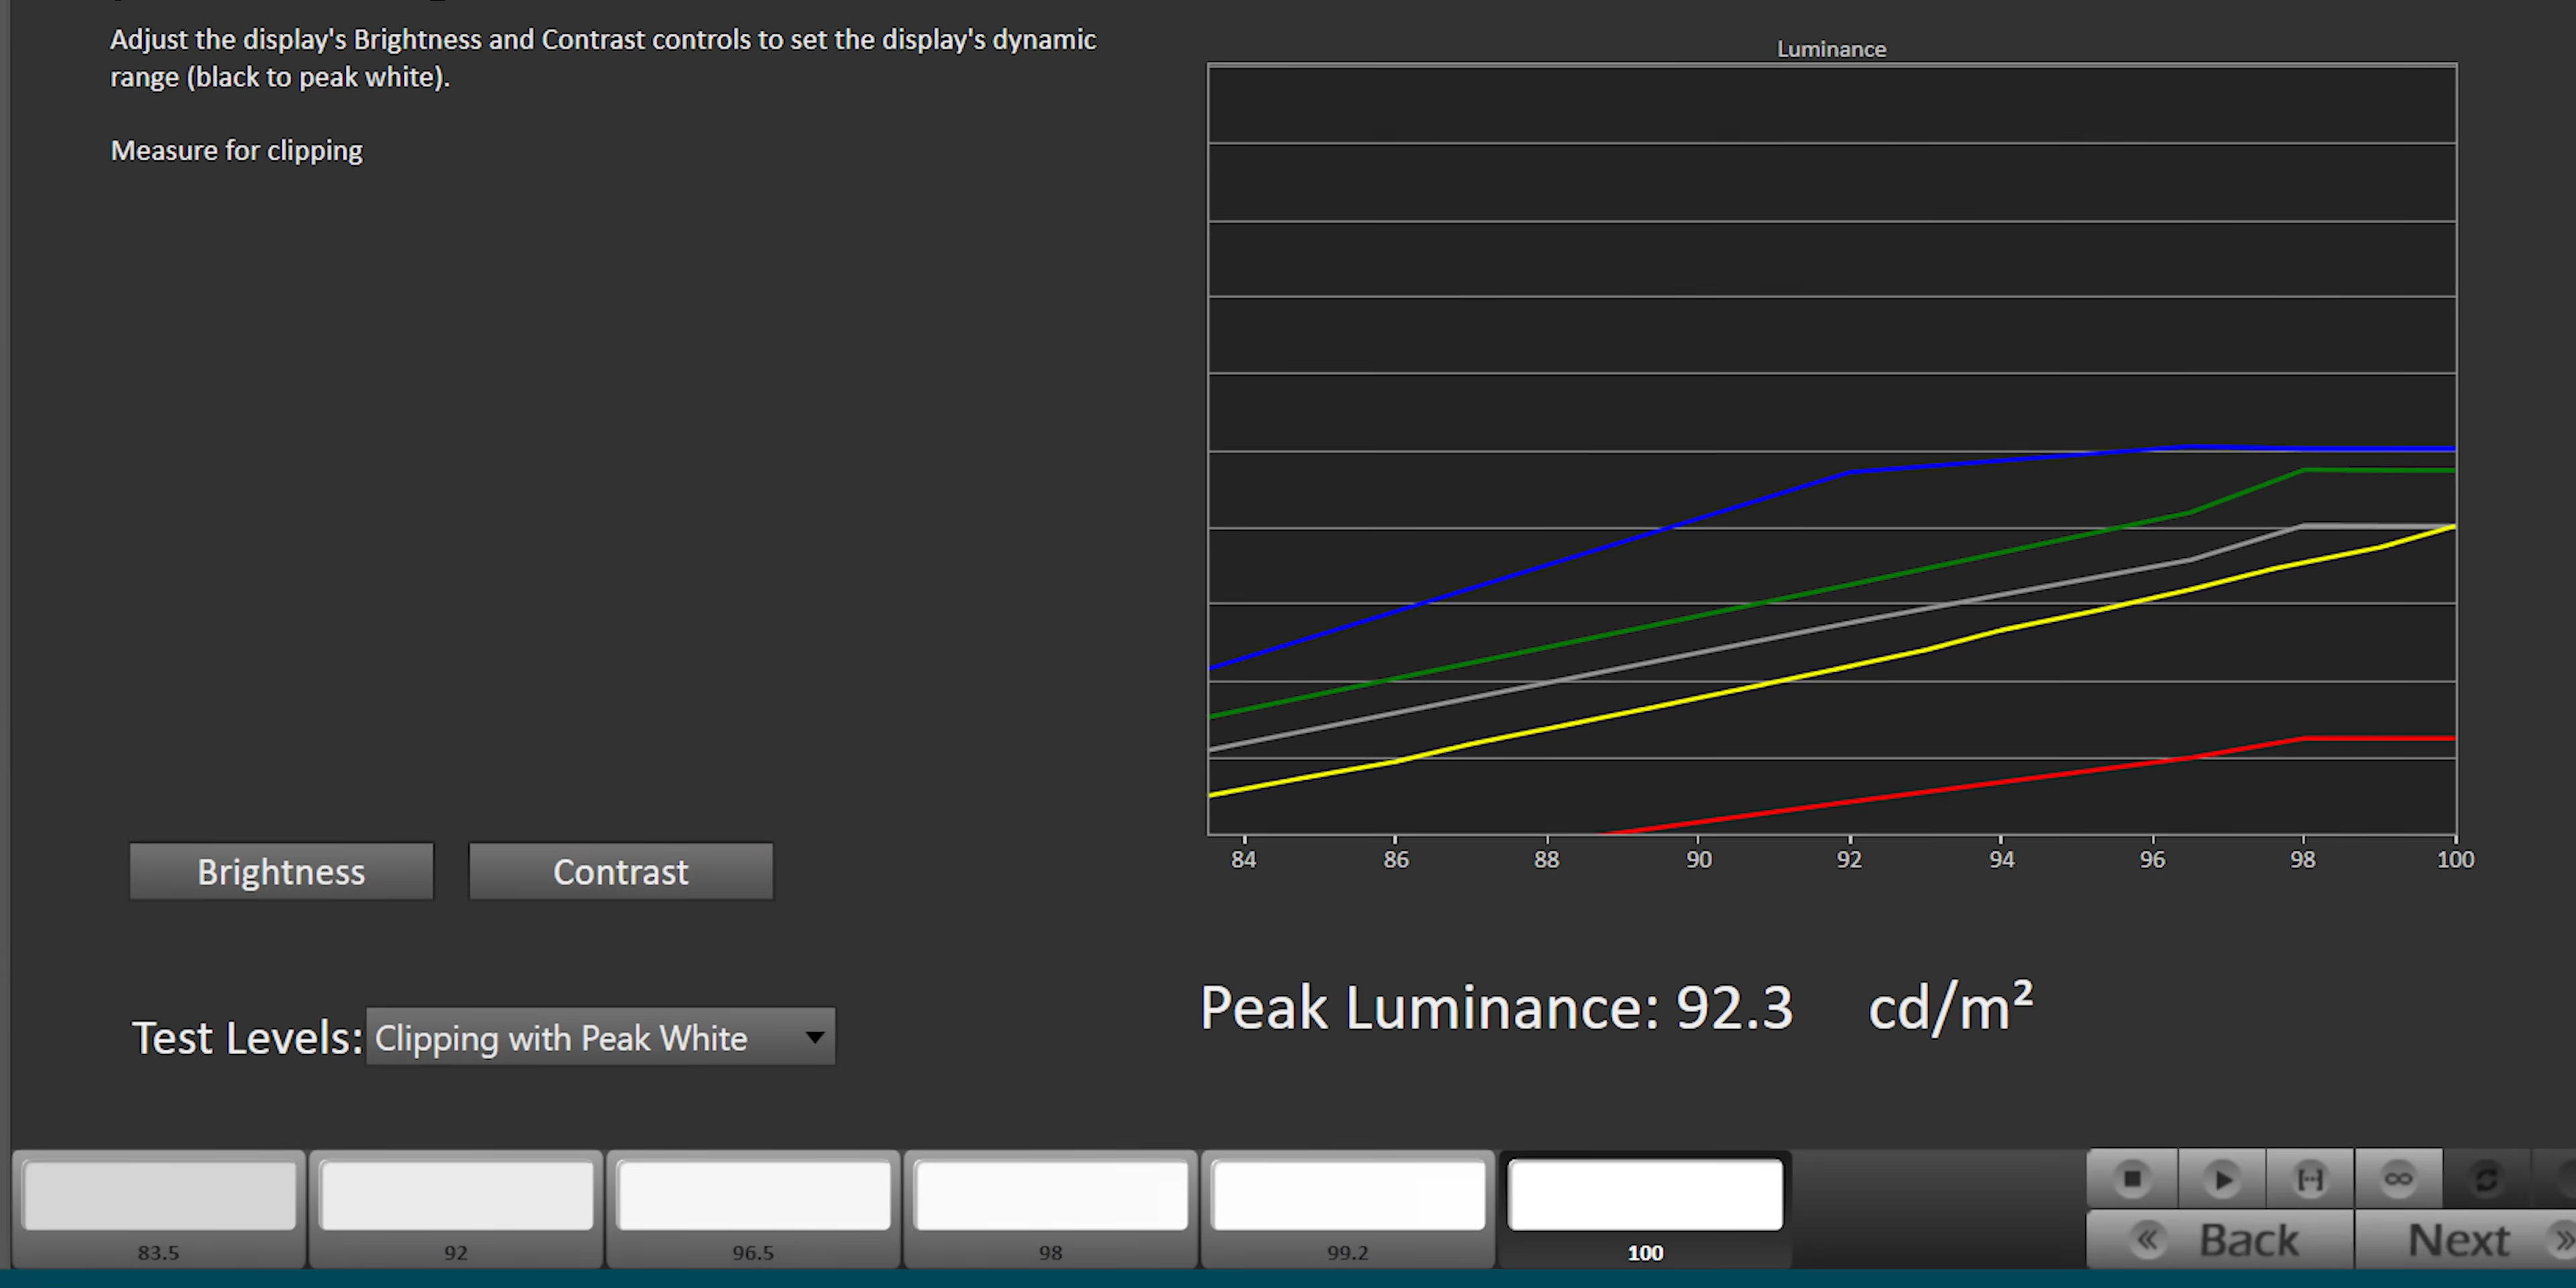 Adjust the display's Brightness and Contrast controls to set the display's dynamic
range (black to peak white).
Measure for clipping
Luminance
84 86 88 90 92 94 96 98 100
Brightness Contrast
Peak Luminance: 92.3 cd/m²
Test Levels: Clipping with Peak White
83.5 92 96.5 98 99.2 100
Back Next